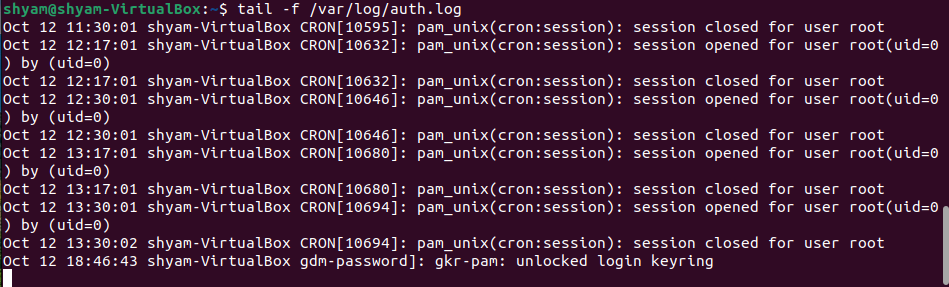 shyam@shyam-VirtualBox:~$ tail -f /var/log/auth.log
Oct 12 11:30:01 shyam-VirtualBox CRON[10595]: pam_unix(cron:session): session closed for user root
Oct 12 12:17:01 shyam-VirtualBox CRON[10632]: pam_unix(cron:session): session opened for user root(uid=0
) by (uid=0)
Oct 12 12:17:01 shyam-VirtualBox CRON[10632]: pam_unix(cron:session): session closed for user root
Oct 12 12:30:01 shyam-VirtualBox CRON[10646]: pam_unix(cron:session): session opened for user root(uid=0
) by (uid=0)
Oct 12 12:30:01 shyam-VirtualBox CRON[10646]: pam_unix(cron:session): session closed for user root
Oct 12 13:17:01 shyam-VirtualBox CRON[10680]: pam_unix(cron:session): session opened for user root(uid=0
) by (uid=0)
Oct 12 13:17:01 shyam-VirtualBox CRON[10680]: pam_unix(cron:session): session closed for user root
Oct 12 13:30:01 shyam-VirtualBox CRON[10694]: pam_unix(cron:session): session opened for user root(uid=0
) by (uid=0)
Oct 12 13:30:02 shyam-VirtualBox CRON[10694]: pam_unix(cron:session): session closed for user root
Oct 12 18:46:43 shyam-VirtualBox gdm-password]: gkr-pam: unlocked login keyring